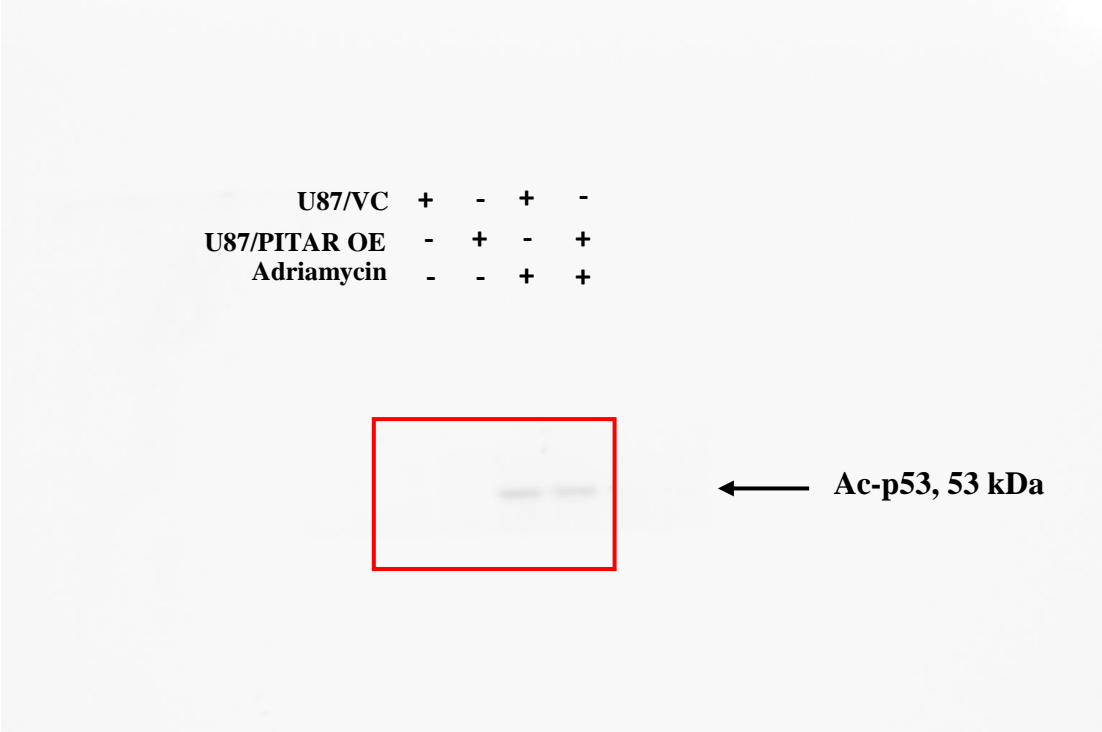 U87/VC + - + -
U87/PITAR OE - + - +
Adriamycin - - + +
Ac-p53, 53 kDa